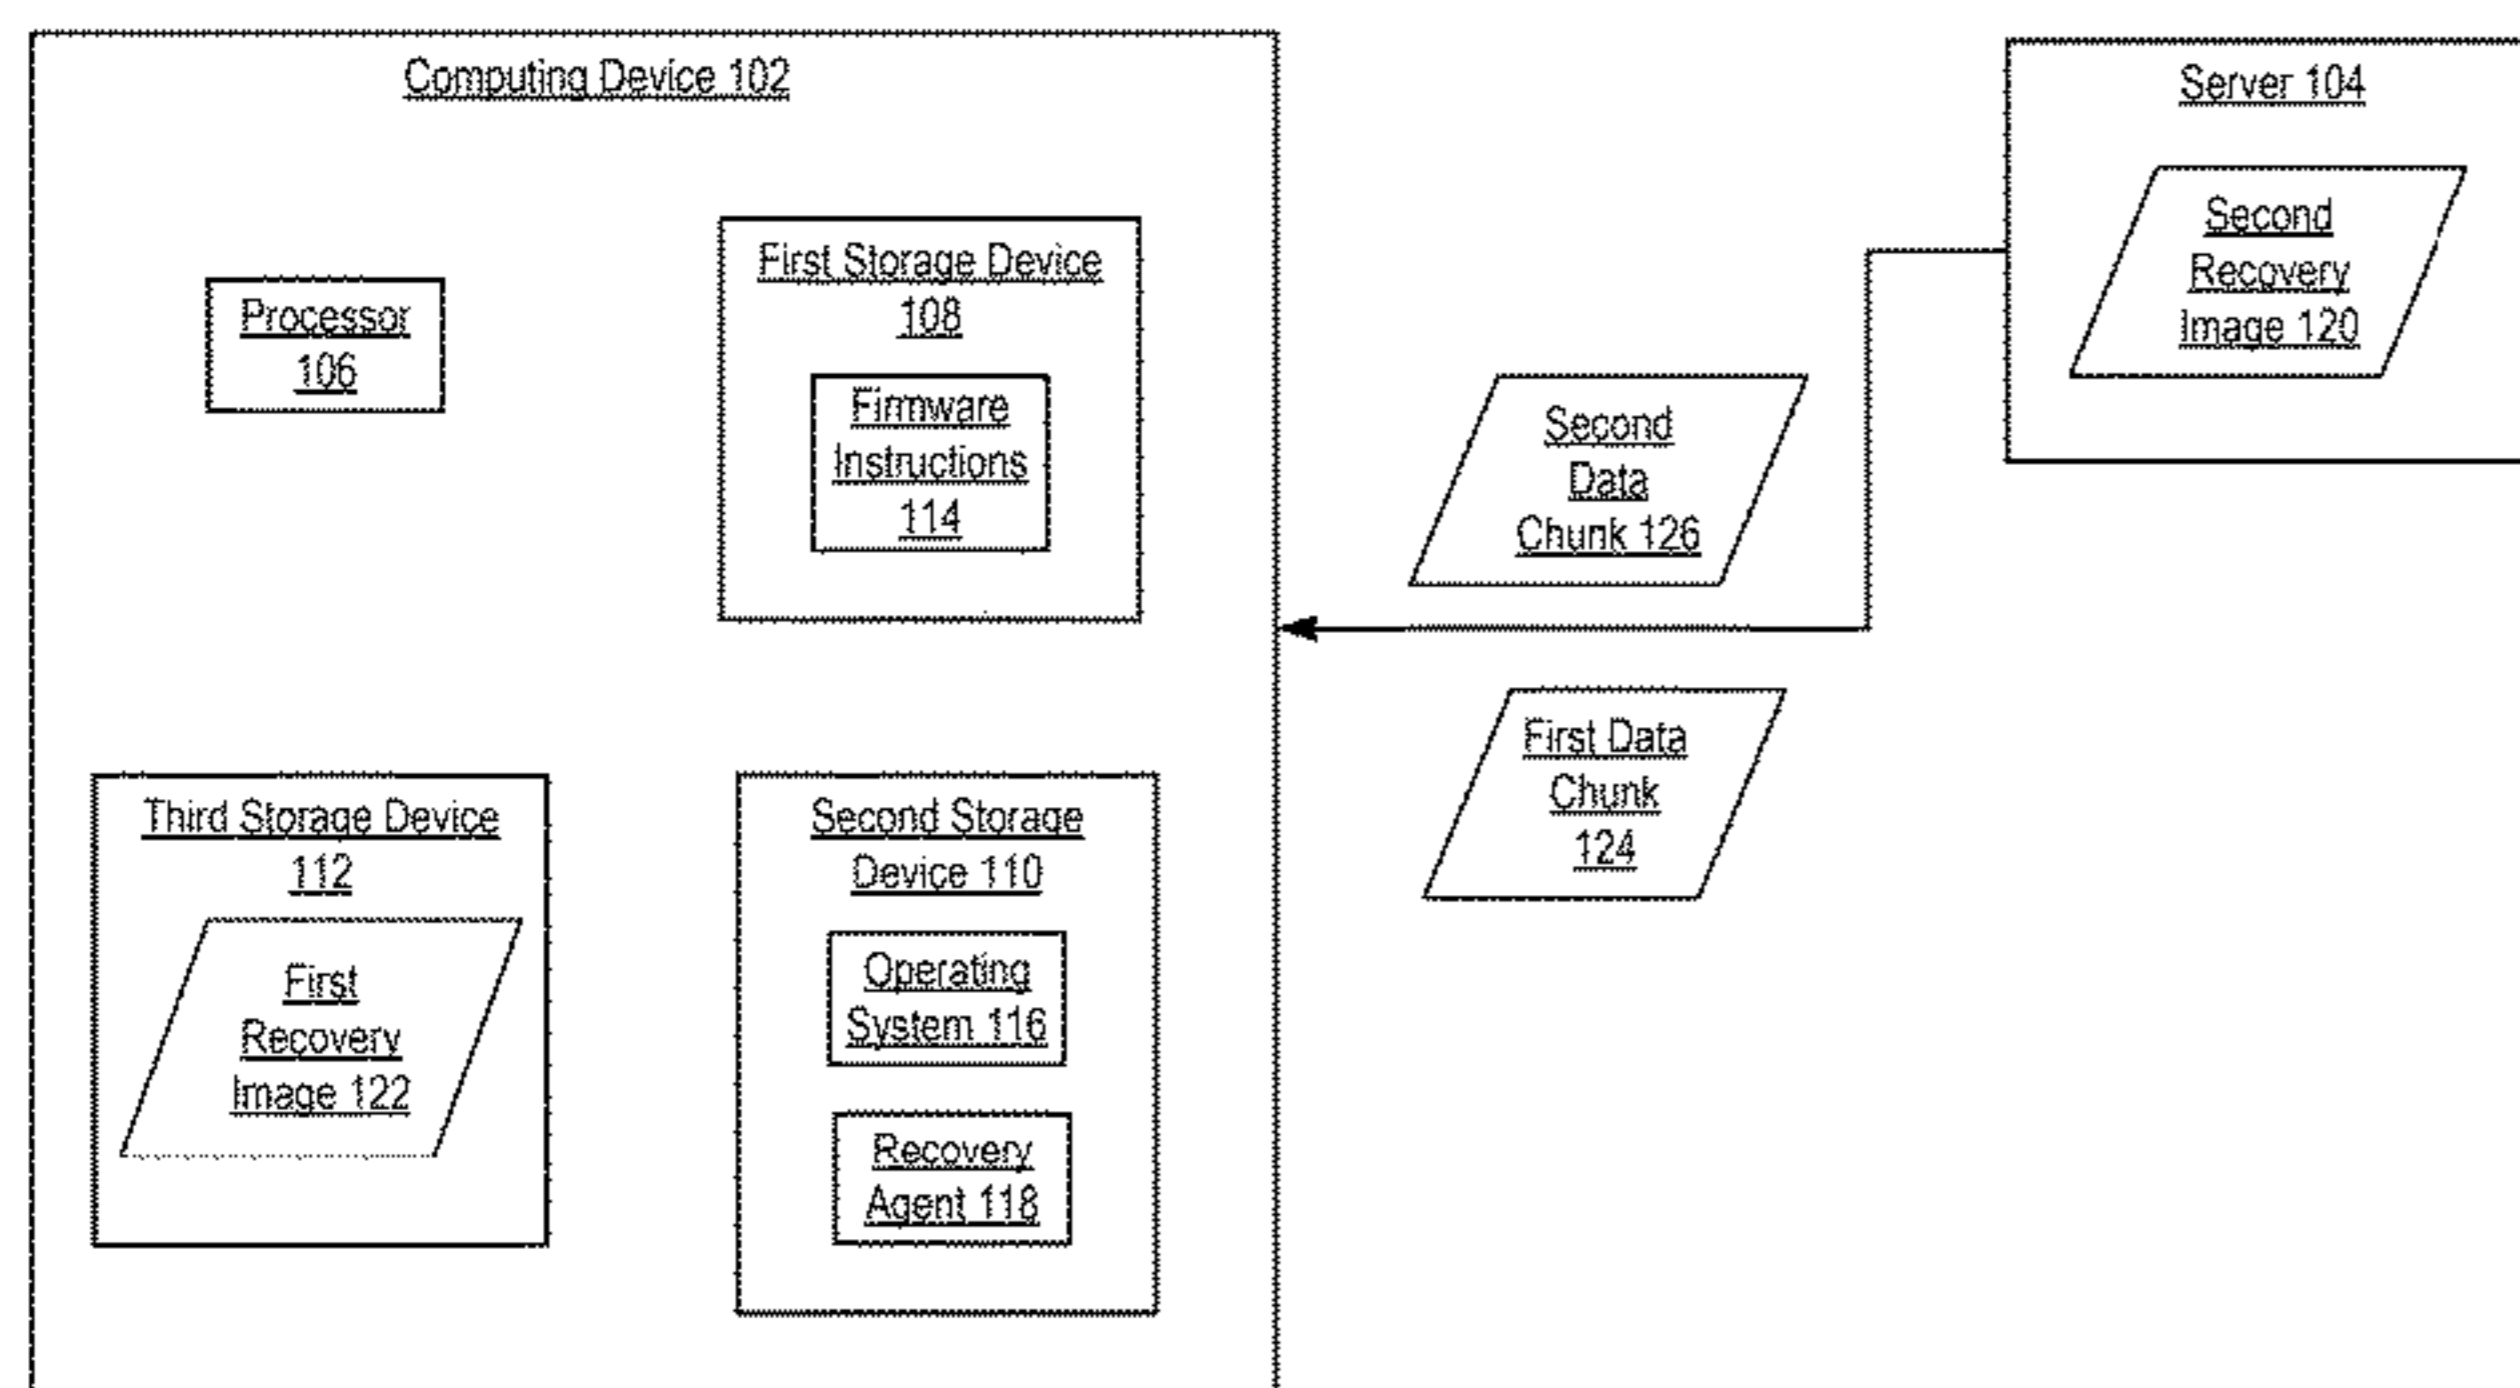 Computing Device 102
Server 104
Second
Recovery
Image 120
First Storage Device
108
Processor
106
Firmware
Instructions
114
Second
Data
Chunk 126
First Data
Chunk
124
Third Storage Device
112
First
Recovery
Image 122
Second Storage
Device 110
Operating
System 116
Recovery
Agent 118